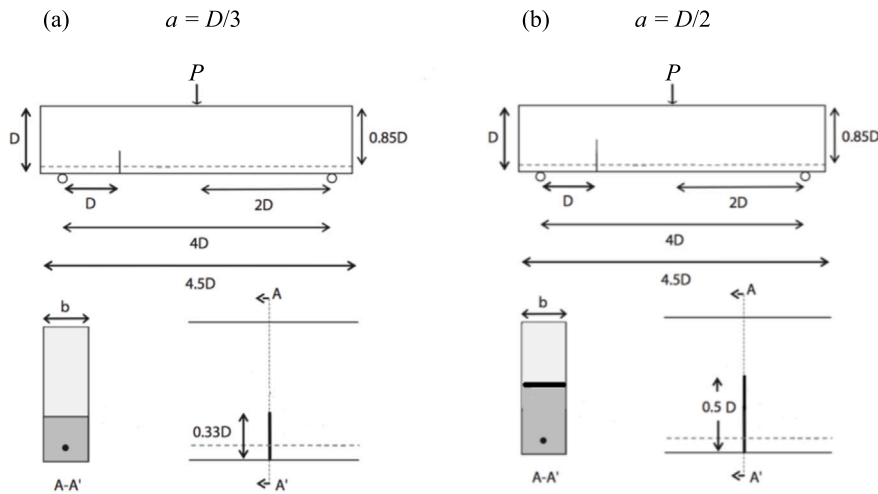 (a) a = D/3
P
D
0.85D
D
2D
4D
4.5D
b
A
0.33D
A-A'
A'
(b) a = D/2
P
D
0.85D
D
2D
4D
4.5D
b
A
0.5 D
A-A'
A'